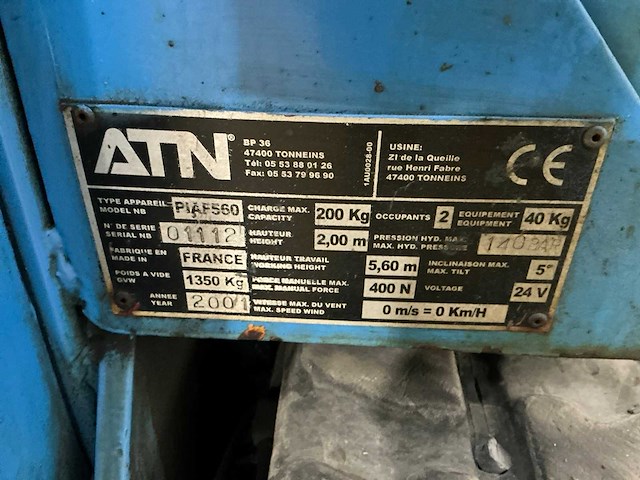 ATN®
BP 36
47400 TONNEINS
Tél: 05 53 88 01 26
Fax: 05 53 79 96 90
1AU0028-00
USINE:
ZI de la Queille
rue Henri Fabre
47400 TONNEINS
CE
TYPE APPAREIL
MODEL NB
PIAF560
CHARGE MAX.
CAPACITY
200 Kg
OCCUPANTS
2
EQUIPEMENT
EQUIPMENT
40 Kg
N° DE SERIE
SERIAL NB
01112
HAUTEUR
HEIGHT
2,00 m
PRESSION HYD. MAX.
MAX. HYD. PRESSURE
140
FABRIQUE EN
MADE IN
FRANCE
HAUTEUR TRAVAIL
WORKING HEIGHT
5,60 m
INCLINAISON MAX.
MAX. TILT
5°
POIDS A VIDE
GVW
1350 Kg
FORCE MANUELLE MAX.
MAX. MANUAL FORCE
400 N
VOLTAGE
24 V
ANNEE
YEAR
2001
VITESSE MAX. DU VENT
MAX. SPEED WIND
0 m/s = 0 Km/H